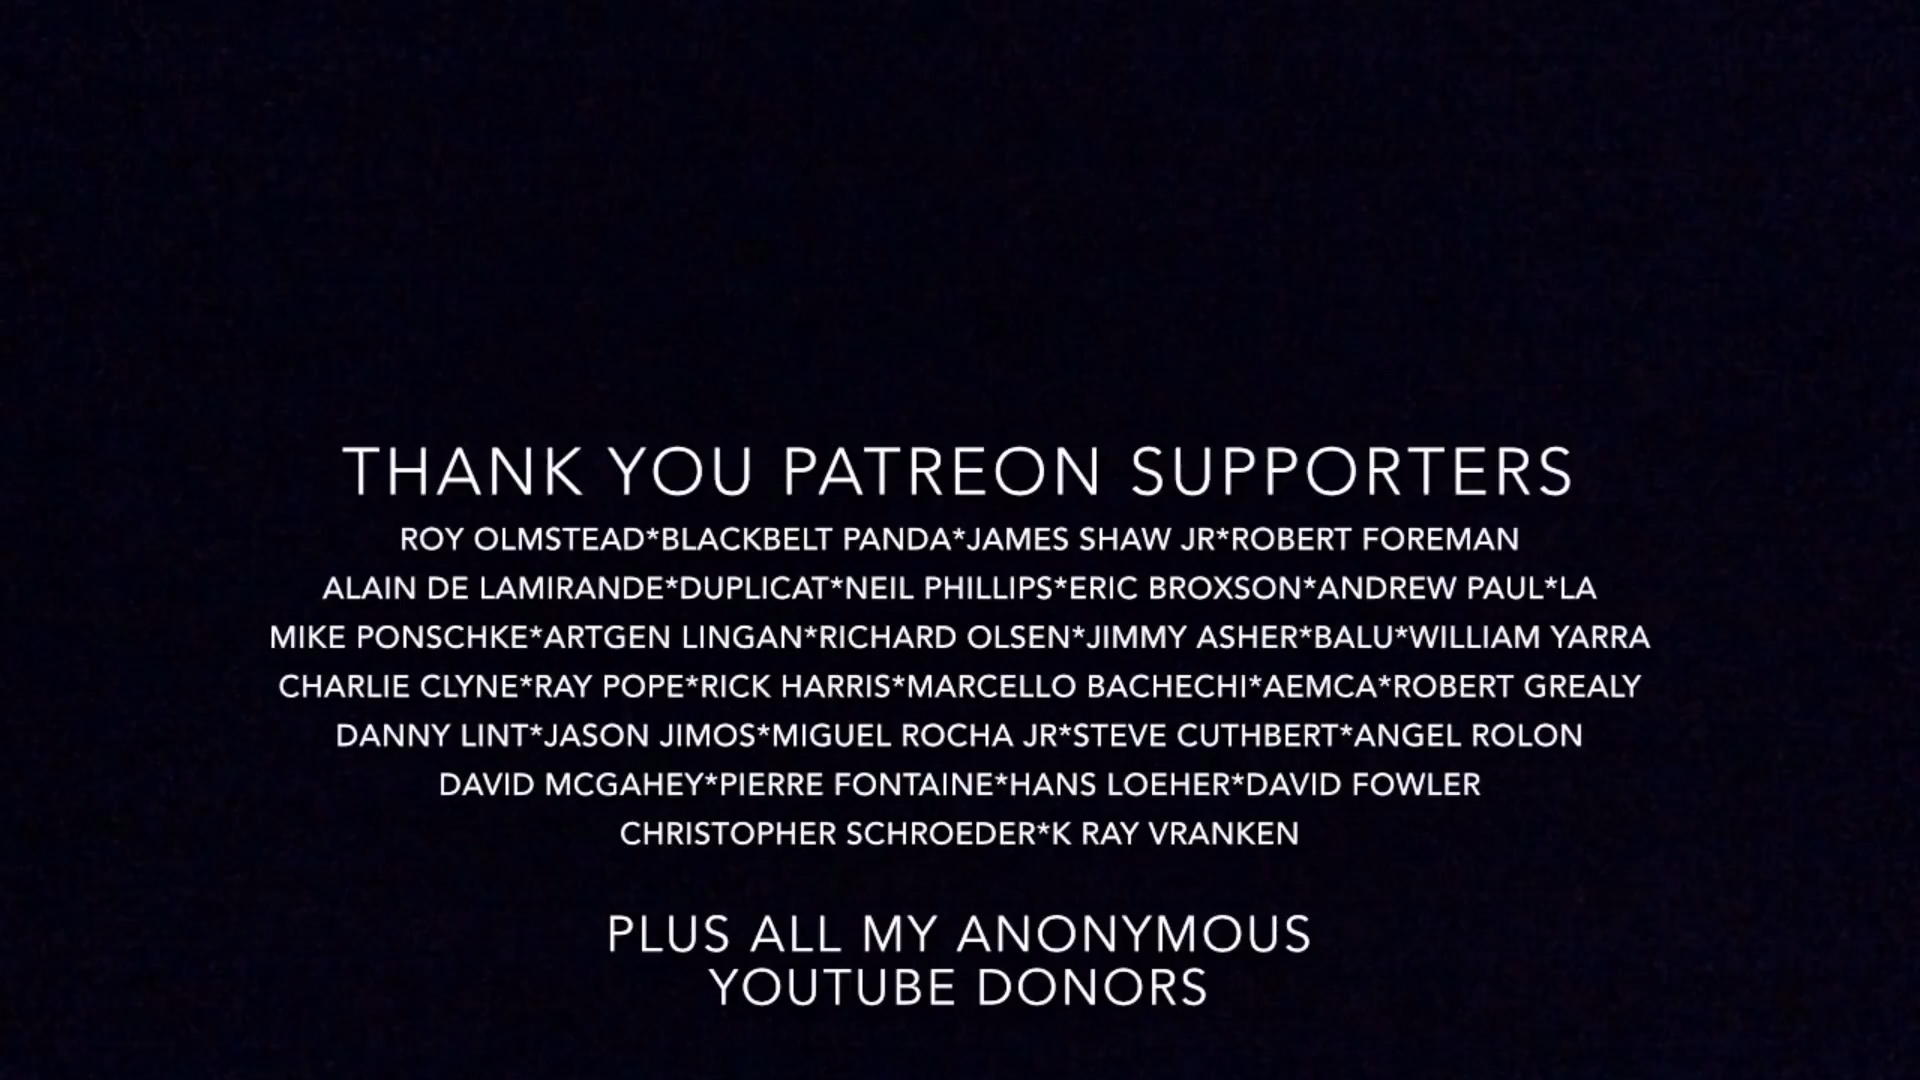 THANK YOU PATREON SUPPORTERS
ROY OLMSTEAD*BLACKBELT PANDA*JAMES SHAW JR*ROBERT FOREMAN
ALAIN DE LAMIRANDE*DUPLICAT*NEIL PHILLIPS*ERIC BROXSON*ANDREW PAUL*LA
MIKE PONSCHKE*ARTGEN LINGAN*RICHARD OLSEN*JIMMY ASHER*BALU*WILLIAM YARRA
CHARLIE CLYNE*RAY POPE*RICK HARRIS*MARCELLO BACHECHI*AEMCA*ROBERT GREALY
DANNY LINT*JASON JIMOS*MIGUEL ROCHA JR*STEVE CUTHBERT*ANGEL ROLON
DAVID MCGAHEY*PIERRE FONTAINE*HANS LOEHER*DAVID FOWLER
CHRISTOPHER SCHROEDER*K RAY VRANKEN
PLUS ALL MY ANONYMOUS
YOUTUBE DONORS